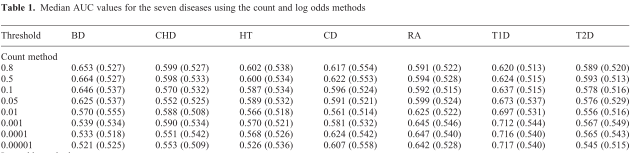 Table 1. Median AUC values for the seven diseases using the count and log odds methods
Threshold BD CHD HT CD RA T1D T2D
Count method
0.8 0.653 (0.527) 0.599 (0.527) 0.602 (0.538) 0.617 (0.554) 0.591 (0.522) 0.620 (0.513) 0.589 (0.520)
0.5 0.664 (0.527) 0.598 (0.533) 0.600 (0.534) 0.622 (0.553) 0.594 (0.528) 0.624 (0.515) 0.593 (0.513)
0.1 0.646 (0.537) 0.570 (0.532) 0.587 (0.534) 0.596 (0.524) 0.592 (0.515) 0.637 (0.515) 0.578 (0.516)
0.05 0.625 (0.537) 0.552 (0.525) 0.589 (0.532) 0.591 (0.521) 0.599 (0.524) 0.673 (0.537) 0.576 (0.529)
0.01 0.570 (0.555) 0.588 (0.508) 0.566 (0.518) 0.561 (0.514) 0.625 (0.522) 0.697 (0.531) 0.556 (0.516)
0.001 0.539 (0.534) 0.590 (0.534) 0.570 (0.521) 0.581 (0.532) 0.645 (0.546) 0.712 (0.544) 0.567 (0.549)
0.0001 0.533 (0.518) 0.551 (0.542) 0.568 (0.526) 0.624 (0.542) 0.647 (0.540) 0.716 (0.540) 0.565 (0.543)
0.00001 0.521 (0.525) 0.553 (0.509) 0.526 (0.536) 0.607 (0.558) 0.642 (0.528) 0.717 (0.540) 0.545 (0.515)